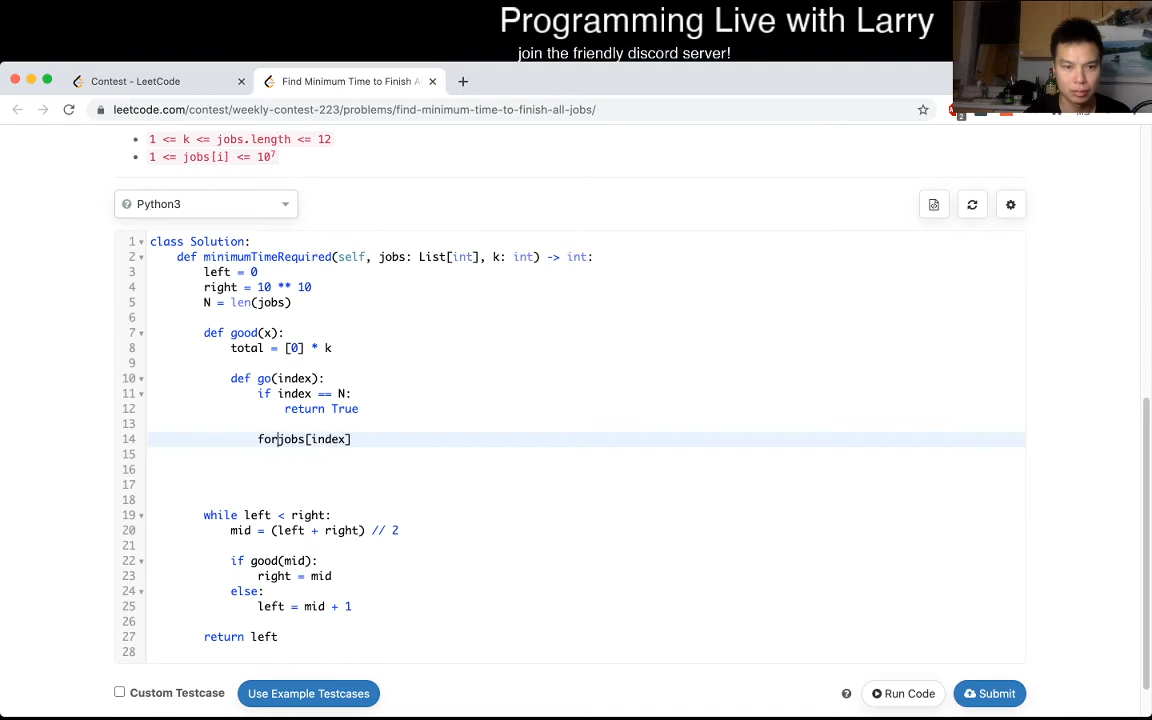 Programming Live with Larry
join the friendly discord server!
Contest - LeetCode
Find Minimum Time to Finish A
leetcode.com/contest/weekly-contest-223/problems/find-minimum-time-to-finish-all-jobs/
2
1 <= k <= jobs.length <= 12
1 <= jobs[i] <= 10⁷
Python3
1 class Solution:
2 def minimumTimeRequired(self, jobs: List[int], k: int) -> int:
3 left = 0
4 right = 10 ** 10
5 N = len(jobs)
6
7 def good(x):
8 total = [0] * k
9
10 def go(index):
11 if index == N:
12 return True
13
14 forjobs[index]
15
16
17
18
19 while left < right:
20 mid = (left + right) // 2
21
22 if good(mid):
23 right = mid
24 else:
25 left = mid + 1
26
27 return left
28
Custom Testcase
Use Example Testcases
? Run Code
Submit